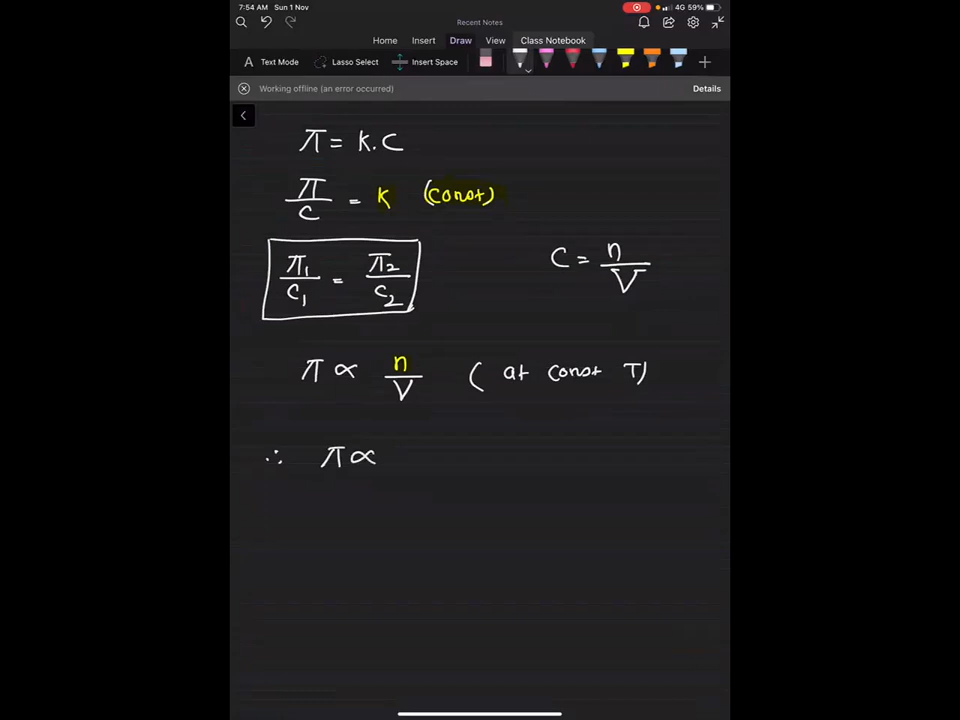 7:54 AM Sun 1 Nov
4G 59%
Recent Notes
Home Insert Draw View Class Notebook
A Text Mode Lasso Select Insert Space
Working offline (an error occurred) Details
π = K.C
π/C = K (const)
π₁/C₁ = π₂/C₂
C = n/V
π ∝ n/V ( at const T)
∴ π ∝